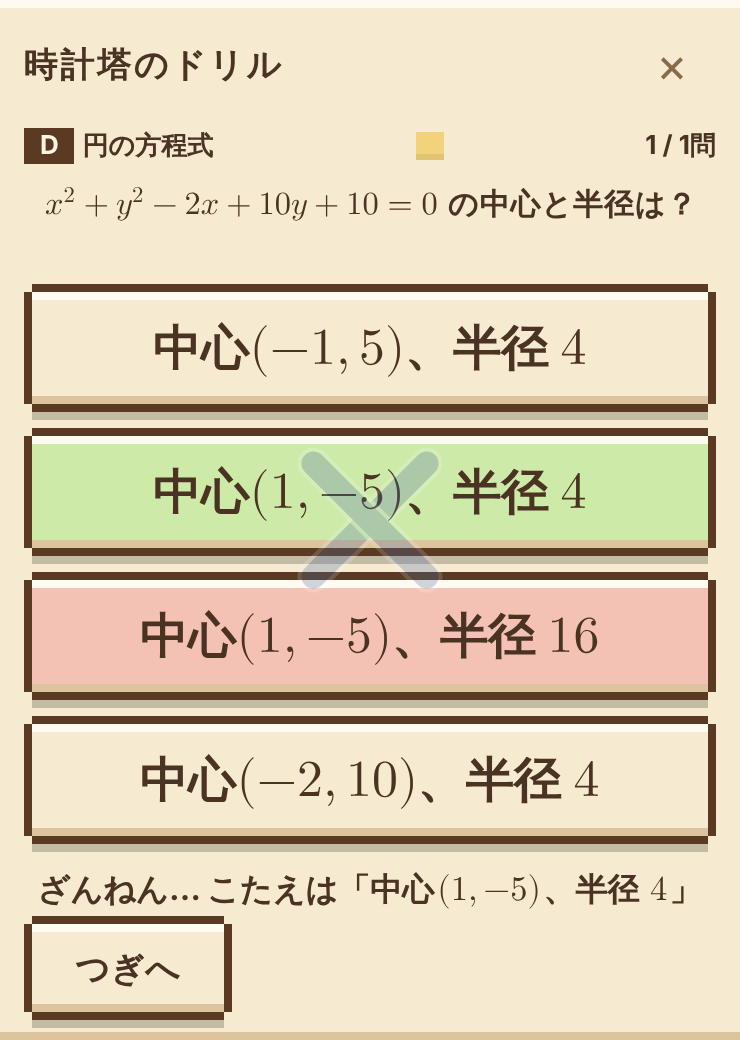 時計塔のドリル ×
D 円の方程式 1 / 1問
x² + y² − 2x + 10y + 10 = 0 の中心と半径は？
中心(−1, 5)、半径 4
中心(1, −5)、半径 4
中心(1, −5)、半径 16
中心(−2, 10)、半径 4
ざんねん… こたえは「中心(1, −5)、半径 4」
つぎへ